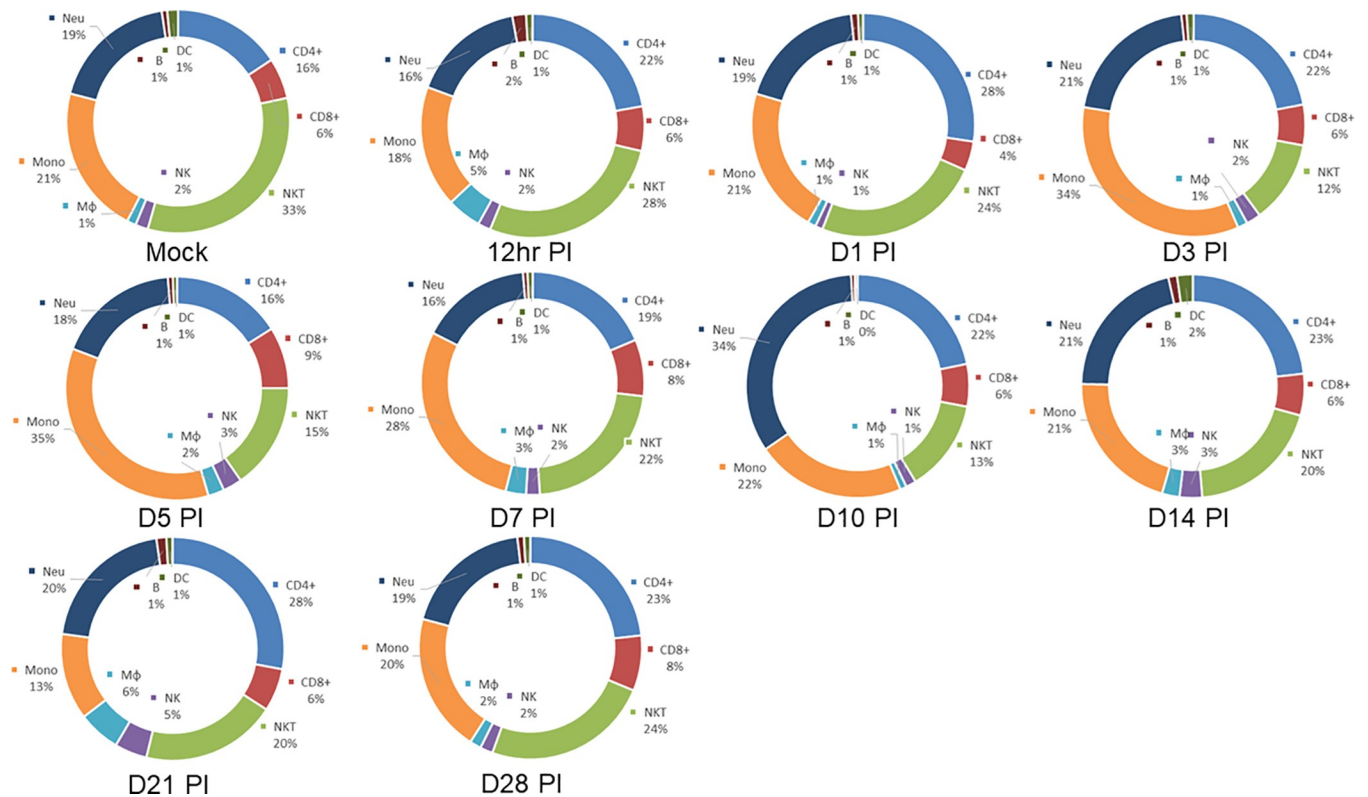 Neu
19%
B
1%
DC
1%
CD4+
16%
CD8+
6%
NKT
33%
NK
2%
Mϕ
1%
Mono
21%
Mock
Neu
16%
B
2%
DC
1%
CD4+
22%
CD8+
6%
NKT
28%
NK
2%
Mϕ
5%
Mono
18%
12hr PI
Neu
19%
B
1%
DC
1%
CD4+
28%
CD8+
4%
NKT
24%
NK
1%
Mϕ
1%
Mono
21%
D1 PI
Neu
21%
B
1%
DC
1%
CD4+
22%
CD8+
6%
NKT
12%
NK
2%
Mϕ
1%
Mono
34%
D3 PI
Neu
18%
B
1%
DC
1%
CD4+
16%
CD8+
9%
NKT
15%
NK
3%
Mϕ
2%
Mono
35%
D5 PI
Neu
16%
B
1%
DC
1%
CD4+
19%
CD8+
8%
NKT
22%
NK
2%
Mϕ
3%
Mono
28%
D7 PI
Neu
34%
B
1%
DC
0%
CD4+
22%
CD8+
6%
NKT
13%
NK
1%
Mϕ
1%
Mono
22%
D10 PI
Neu
21%
B
1%
DC
2%
CD4+
23%
CD8+
6%
NKT
20%
NK
3%
Mϕ
3%
Mono
21%
D14 PI
Neu
20%
B
1%
DC
1%
CD4+
28%
CD8+
6%
NKT
20%
NK
5%
Mϕ
6%
Mono
13%
D21 PI
Neu
19%
B
1%
DC
1%
CD4+
23%
CD8+
8%
NKT
24%
NK
2%
Mϕ
2%
Mono
20%
D28 PI